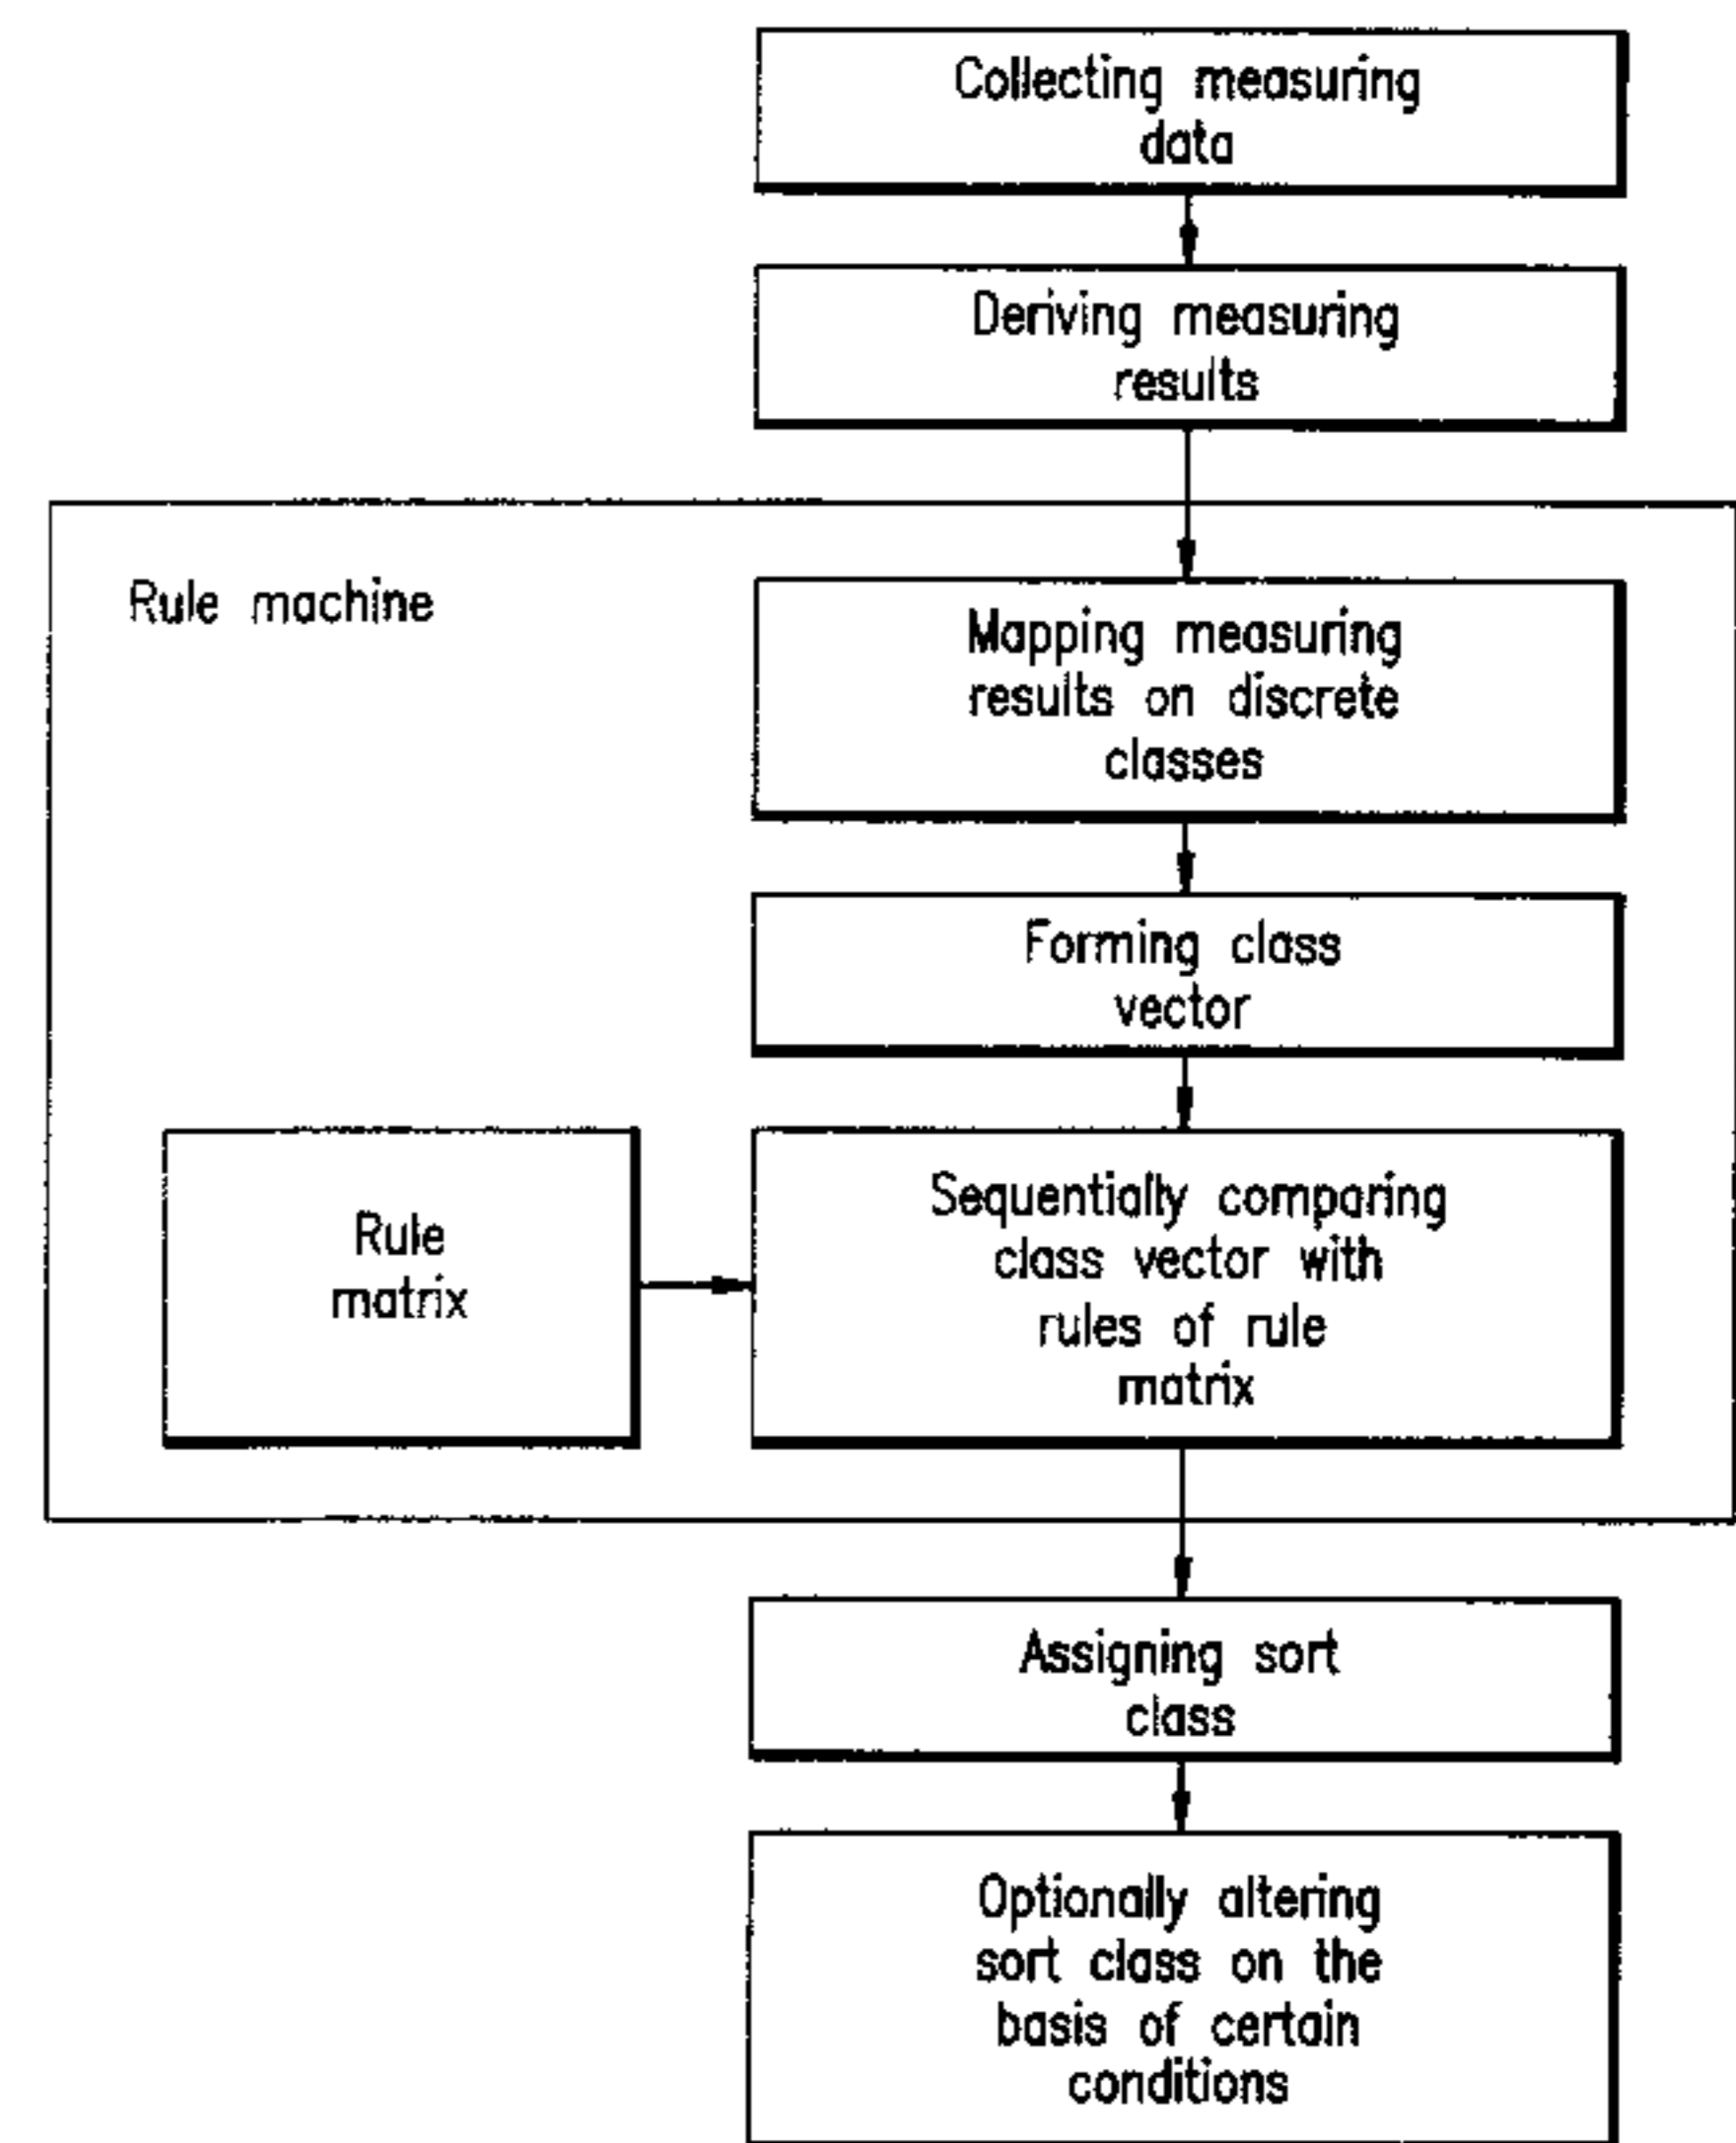 Collecting measuring
data
Deriving measuring
results
Rule machine
Mapping measuring
results on discrete
classes
Forming class
vector
Rule
matrix
Sequentially comparing
class vector with
rules of rule
matrix
Assigning sort
class
Optionally altering
sort class on the
basis of certain
conditions